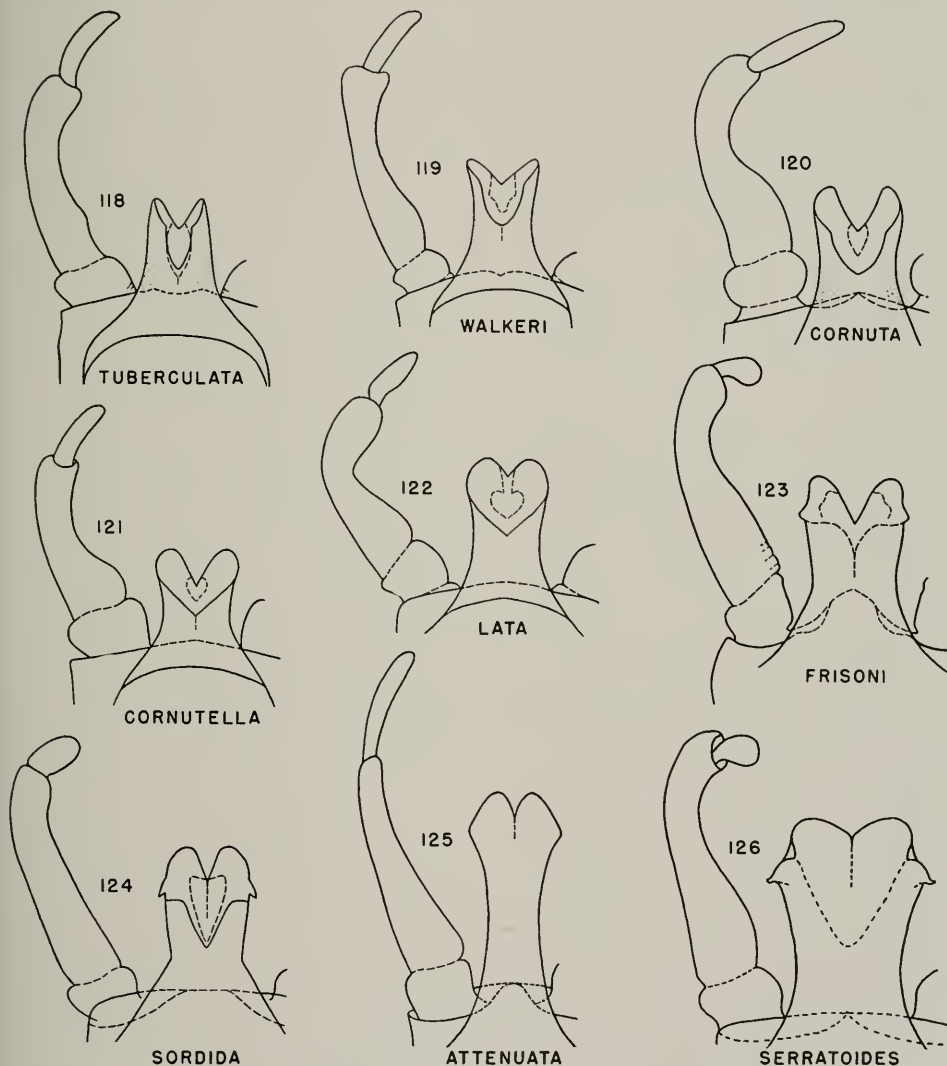 118
TUBERCULATA
119
WALKERI
120
CORNUTA
121
CORNUTELLA
122
LATA
123
FRISONI
124
SORDIDA
125
ATTENUATA
126
SERRATOIDES